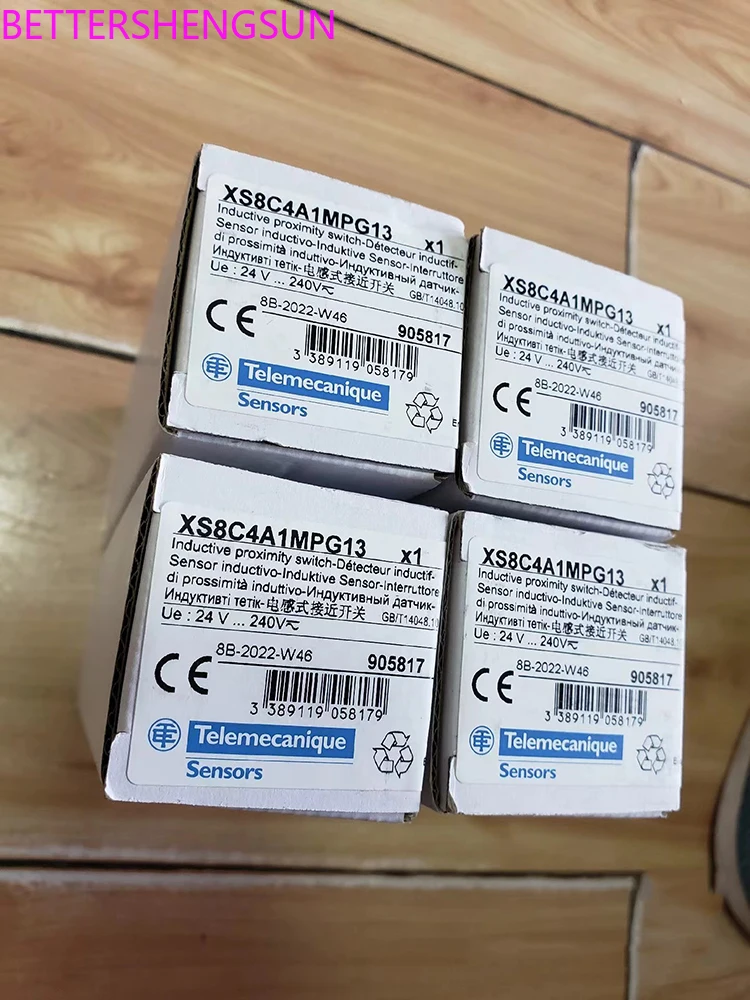 BETTERSHENGSUN
XS8C4A1MPG13 x1
Inductive proximity switch-Détecteur inductif-
Sensor inductivo-Induktive Sensor-Interruttore
di prossimità induttivo-Индуктивный датчик-
Индуктивті тетік-电感式接近开关 GB/T14048.10
Ue : 24 V ... 240V
CE
8B-2022-W46 905817
3 389119 058179
Telemecanique
Sensors
XS8C4A1MPG13 x1
Inductive proximity switch-Détecteur inductif-
Sensor inductivo-Induktive Sensor-Interruttore
di prossimità induttivo-Индуктивный датчик-
Индуктивті тетік-电感式接近开关 GB/T14048
Ue : 24 V ... 240V
CE
8B-2022-W46 905817
3 389119 058179
Telemecanique
Sensors
XS8C4A1MPG13 x1
Inductive proximity switch-Détecteur inductif-
Sensor inductivo-Induktive Sensor-Interruttore
di prossimità induttivo-Индуктивный датчик-
Индуктивті тетік-电感式接近开关 GB/T14048.10
Ue : 24 V ... 240V
CE
8B-2022-W46 905817
3 389119 058179
Telemecanique
Sensors
XS8C4A1MPG13 x1
Inductive proximity switch-Détecteur inductif-
Sensor inductivo-Induktive Sensor-Interruttore
di prossimità induttivo-Индуктивный датчик-
Индуктивті тетік-电感式接近开关 GB/T14048.10
Ue : 24 V ... 240V
CE
8B-2022-W46 905817
3 389119 058179
Telemecanique
Sensors